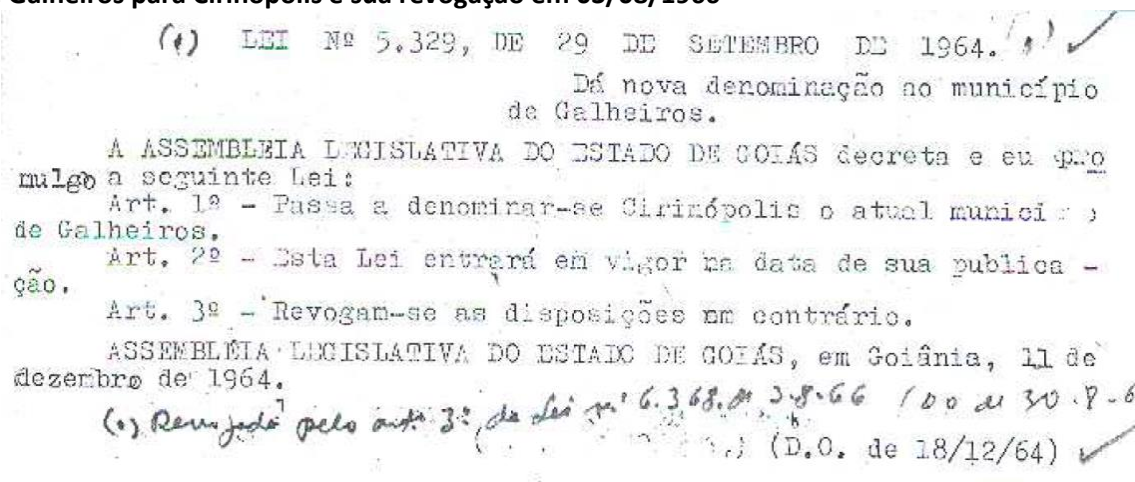 Galheiros para Cirinópolis e sua revogação em 03/08/1966
(1) LEI Nº 5.329, DE 29 DE SETEMBRO DE 1964.
Dá nova denominação ao município
de Galheiros.
A ASSEMBLEIA LEGISLATIVA DO ESTADO DE GOIÁS decreta e eu pro
mulgo a seguinte Lei:
Art. 1º - Passa a denominar-se Cirinópolis o atual
de Galheiros.
Art. 2º - Esta Lei entrará em vigor na data de sua publica -
ção.
Art. 3º - Revogam-se as disposições em contrário.
ASSEMBLEIA LEGISLATIVA DO ESTADO DE GOIÁS, em Goiânia, 11 de
dezembro de 1964.
pelo art. 3º, da Lei nº 6.368, de 3-8-66
(D.O. de 18/12/64)